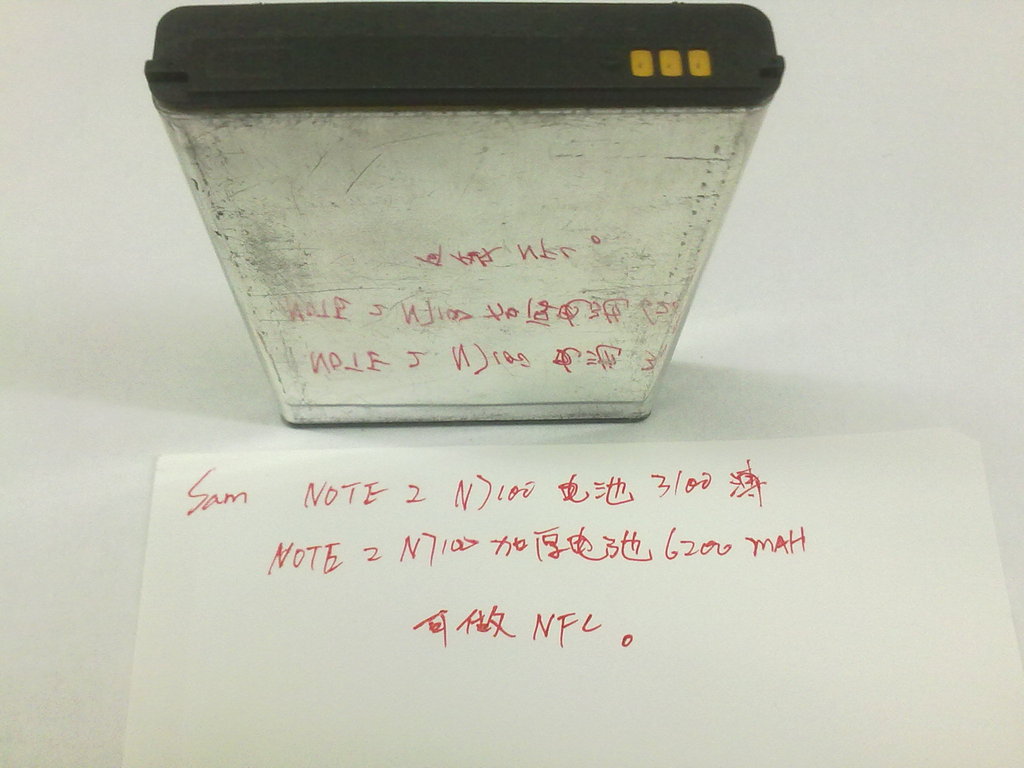 Sam NOTE 2 N7100 电池 3100 薄
NOTE 2 N7100 加厚电池 6200 MAH
可做 NFC。